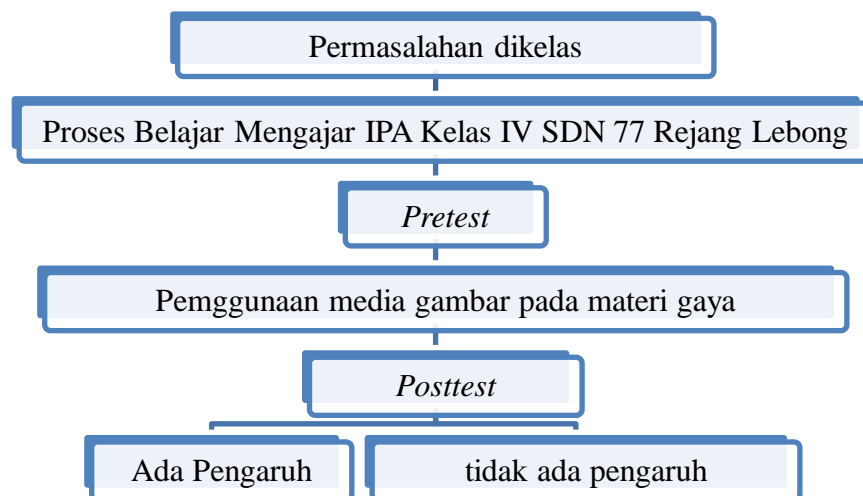 Permasalahan dikelas
Proses Belajar Mengajar IPA Kelas IV SDN 77 Rejang Lebong
Pretest
Pemggunaan media gambar pada materi gaya
Posttest
Ada Pengaruh
tidak ada pengaruh